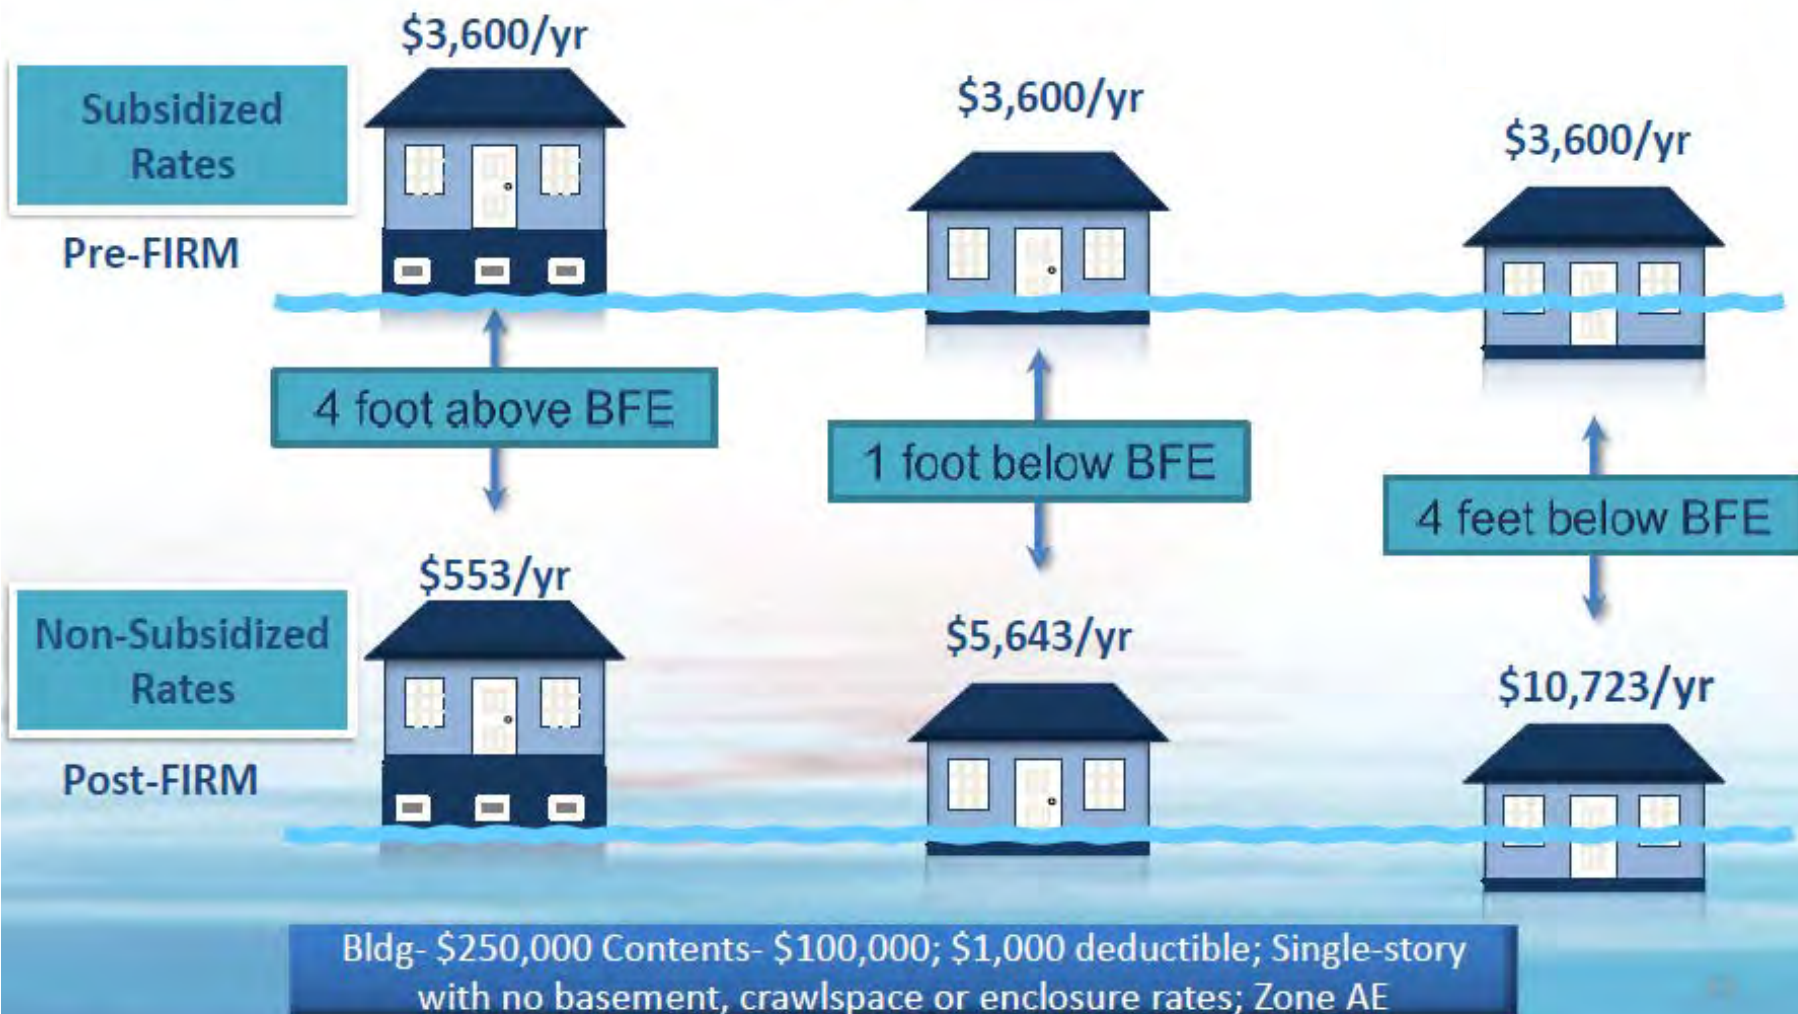 $3,600/yr
$3,600/yr
$3,600/yr
Subsidized
Rates
Pre-FIRM
4 foot above BFE
1 foot below BFE
4 feet below BFE
$553/yr
$5,643/yr
$10,723/yr
Non-Subsidized
Rates
Post-FIRM
Bldg- $250,000 Contents- $100,000; $1,000 deductible; Single-story
with no basement, crawlspace or enclosure rates; Zone AE